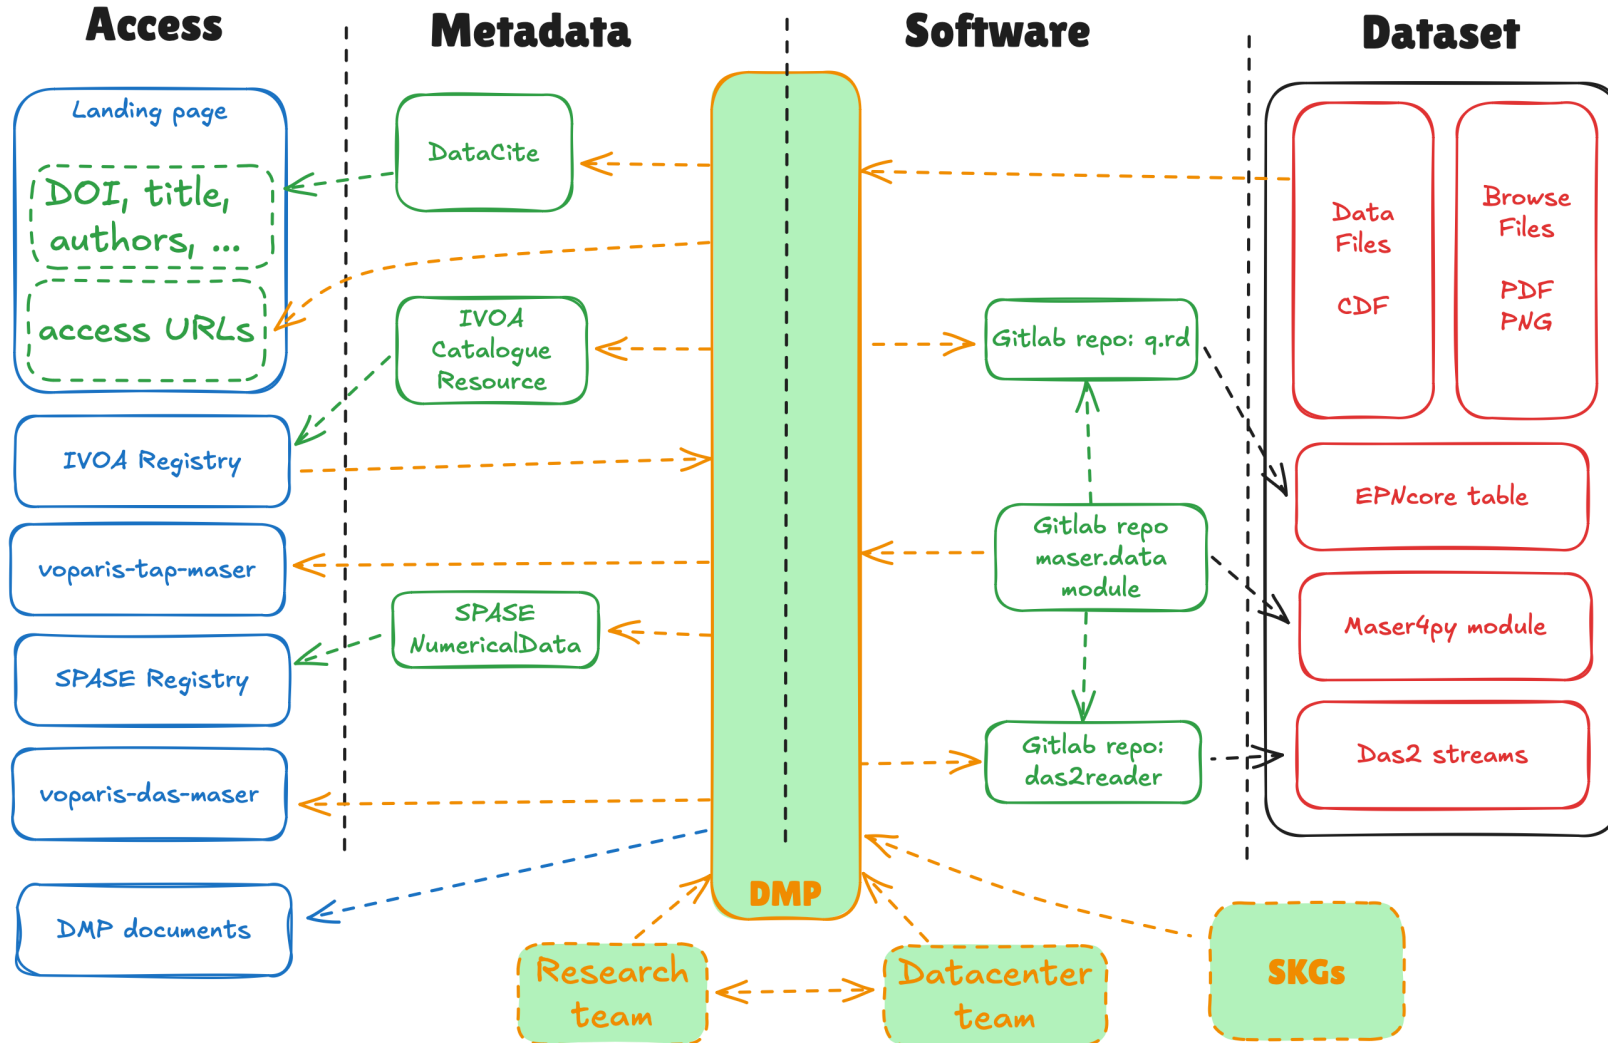 Access
Metadata
Software
Dataset
Landing page
DOI, title,
authors, ...
access URLs
IVOA Registry
voparis-tap-maser
SPASE Registry
voparis-das-maser
DMP documents
DataCite
IVOA
Catalogue
Resource
SPASE
NumericalData
DMP
Research
team
Datacenter
team
SKGs
Gitlab repo: q.rd
Gitlab repo
maser.data
module
Gitlab repo:
das2reader
Data
Files
CDF
Browse
Files
PDF
PNG
EPNcore table
Maser4py module
Das2 streams